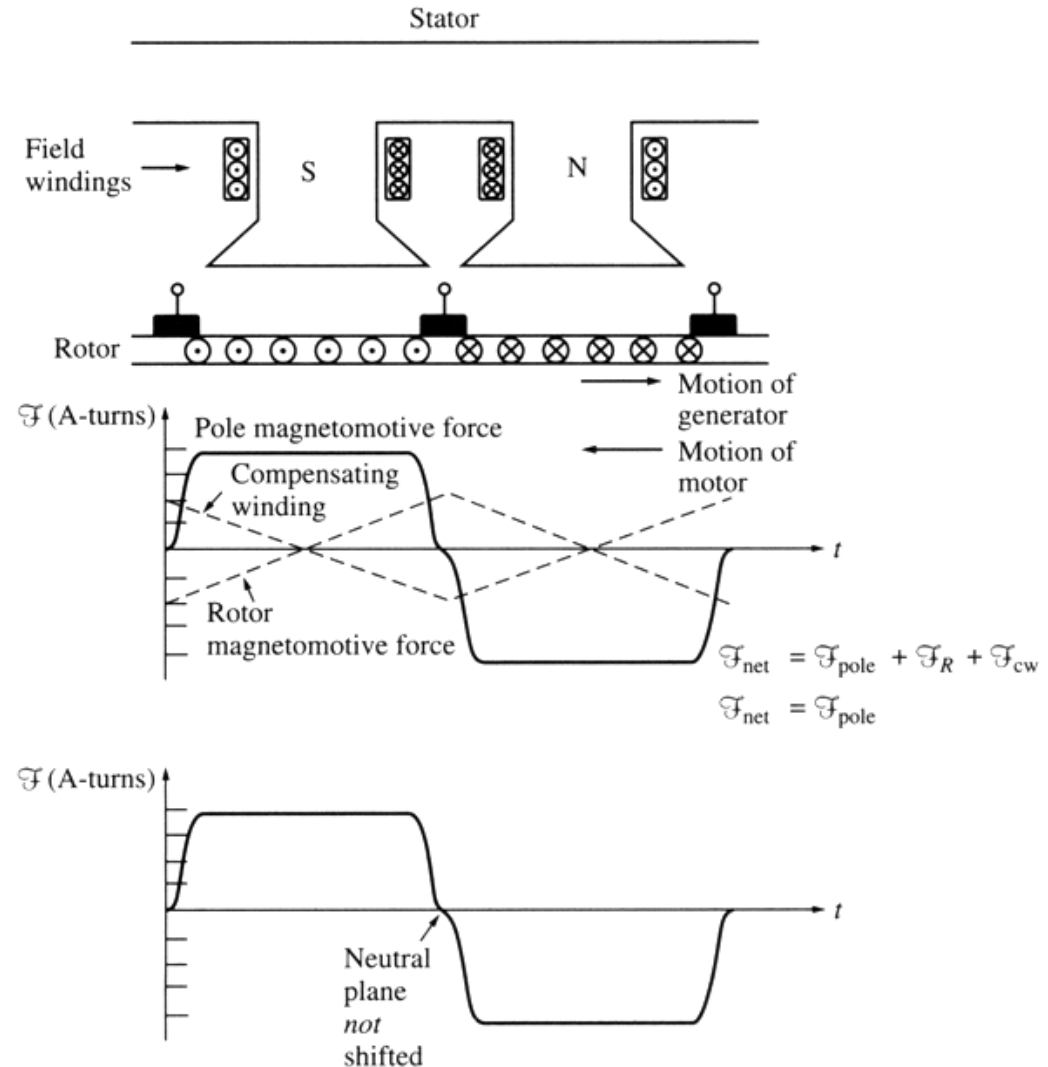 Stator
Field
windings
S
N
Rotor
Motion of
generator
Motion of
motor
ℱ (A-turns)
Pole magnetomotive force
Compensating
winding
t
Rotor
magnetomotive force
ℱnet = ℱpole + ℱR + ℱcw
ℱnet = ℱpole
ℱ (A-turns)
t
Neutral
plane
not
shifted